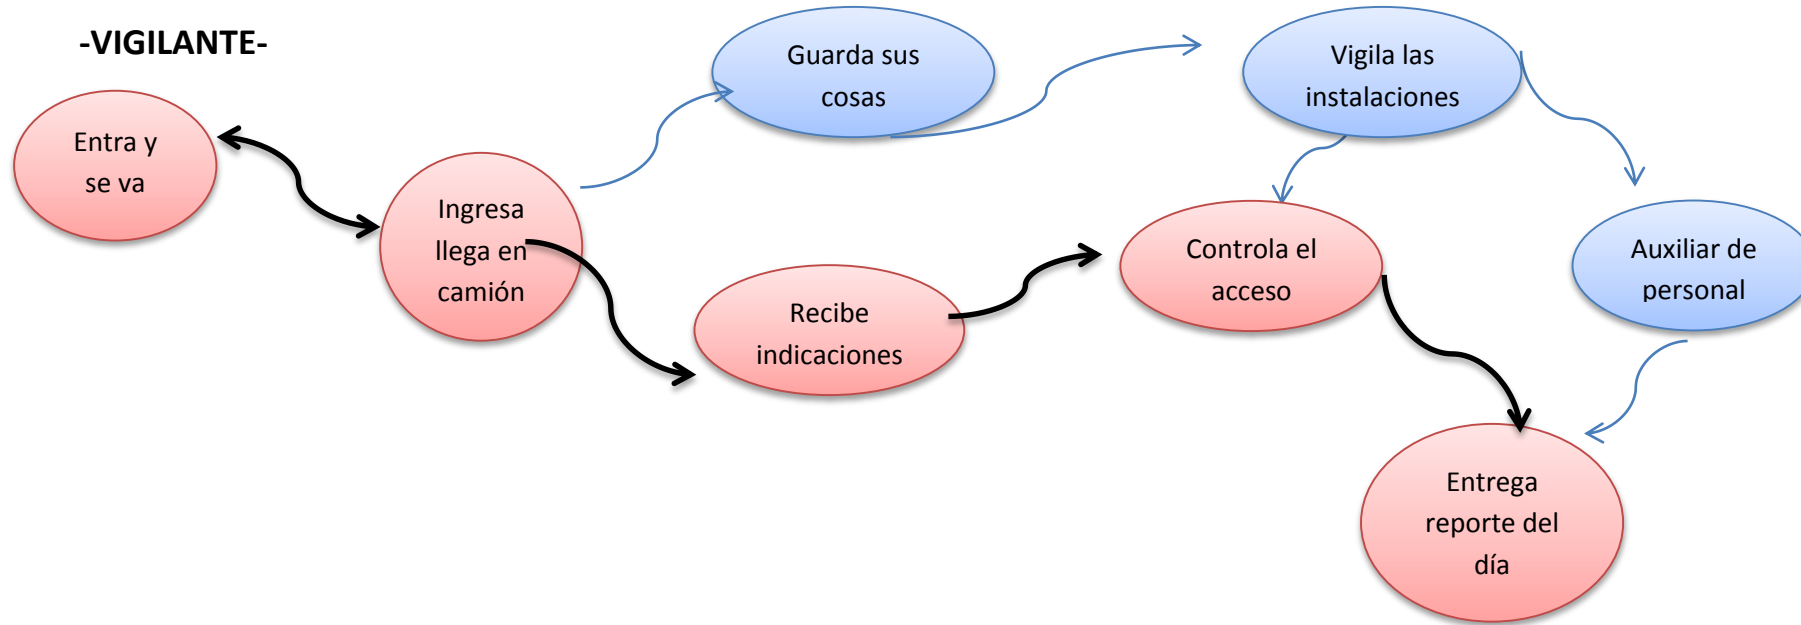 -VIGILANTE-
Entra y
se va
Ingresa
llega en
camión
Guarda sus
cosas
Recibe
indicaciones
Vigila las
instalaciones
Controla el
acceso
Auxiliar de
personal
Entrega
reporte del
día